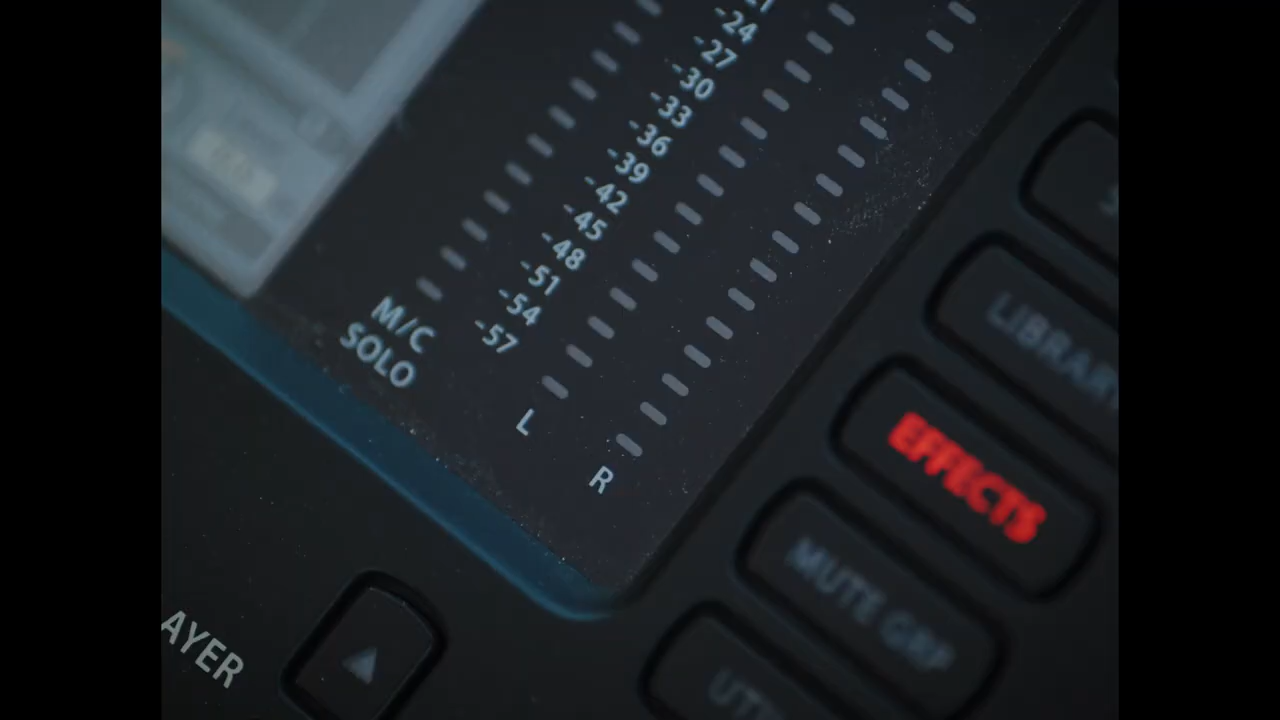 -24
-27
-30
-33
-36
-39
-42
-45
-48
-51
-54
-57
M/C
SOLO
L
R
LIBRARY
EFFECTS
MUTE GRP
AYER